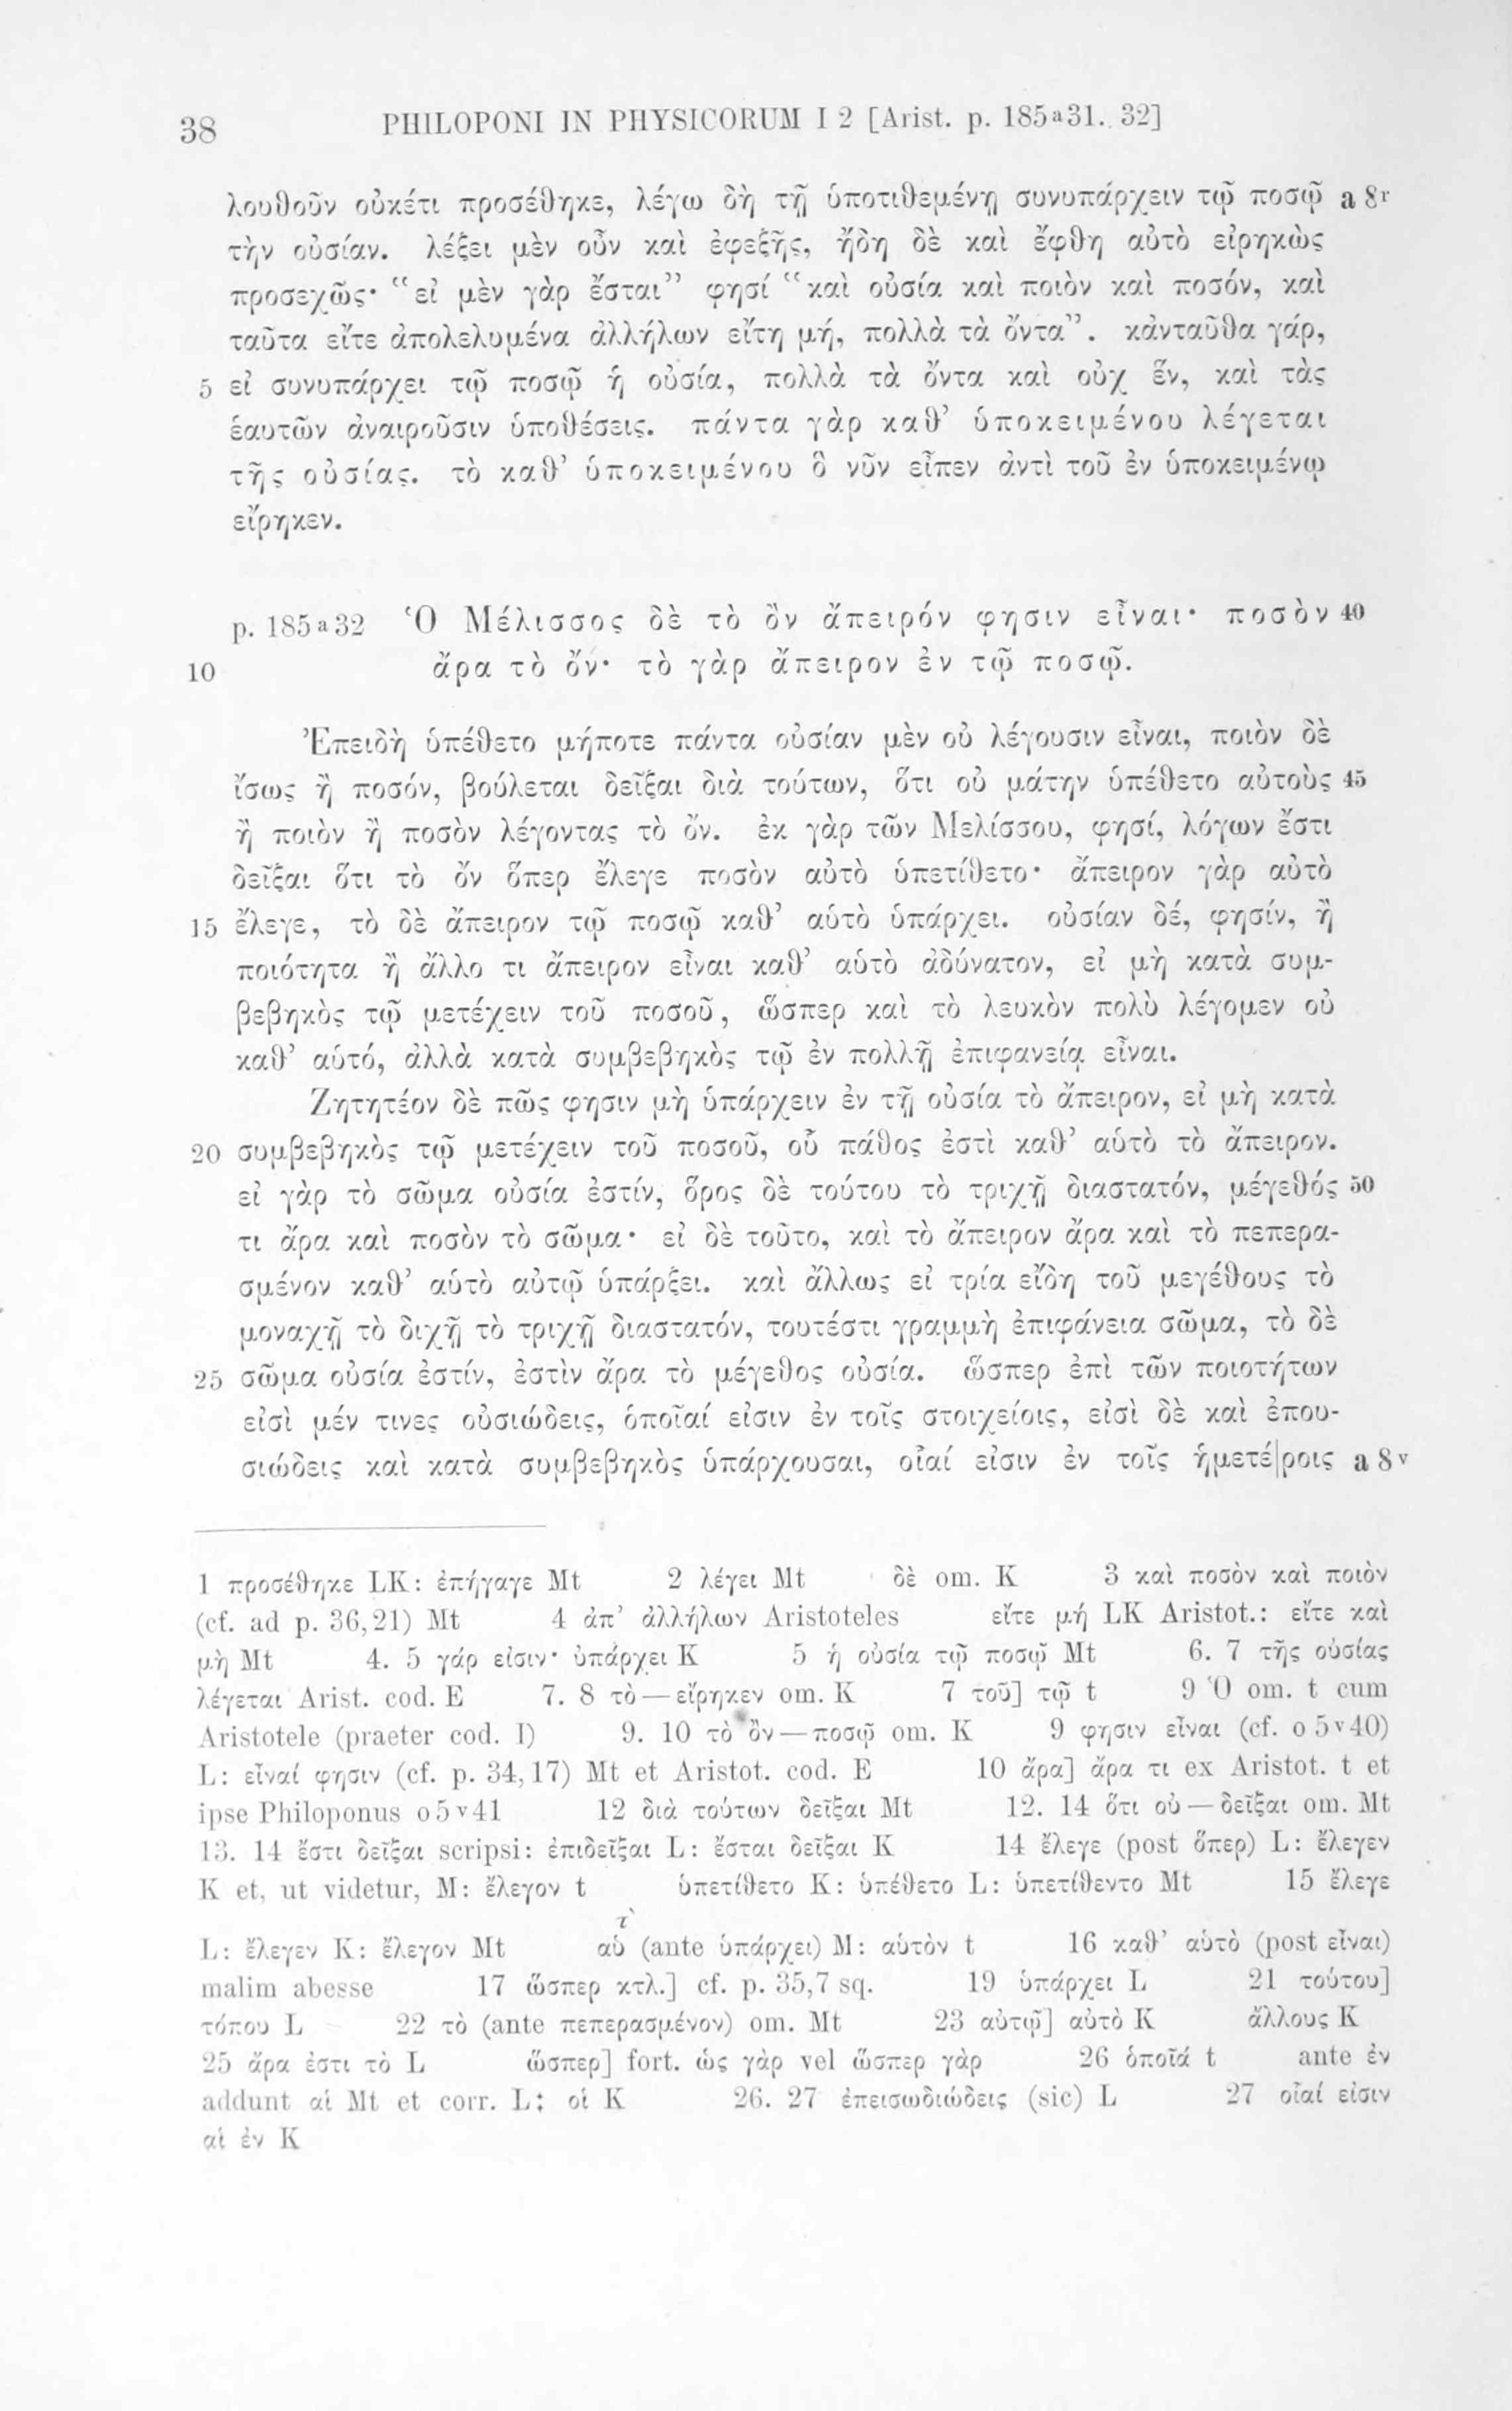 38 PHILOPONI IN PHYSICORUM I 2 [Arist. p. 185a31. 32]
λουθοῦν οὐκέτι προσέθηκε, λέγω δὴ τῇ ὑποτιθεμένῃ συνυπάρχειν τῷ ποσῷ a 8r
τὴν οὐσίαν. λέξει μὲν οὖν καὶ ἐφεξῆς, ἤδη δὲ καὶ ἔφθη αὐτὸ εἰρηκὼς
προσεχῶς· "εἰ μὲν γὰρ ἔσται" φησί "καὶ οὐσία καὶ ποιὸν καὶ ποσόν, καὶ
ταῦτα εἴτε ἀπολελυμένα ἀλλήλων εἴτη μή, πολλὰ τὰ ὄντα". κἀνταῦθα γάρ,
5 εἰ συνυπάρχει τῷ ποσῷ ἡ οὐσία, πολλὰ τὰ ὄντα καὶ οὐχ ἕν, καὶ τὰς
ἑαυτῶν ἀναιροῦσιν ὑποθέσεις. πάντα γὰρ καθ' ὑποκειμένου λέγεται
τῆς οὐσίας. τὸ καθ' ὑποκειμένου ὃ νῦν εἶπεν ἀντὶ τοῦ ἐν ὑποκειμένῳ
εἴρηκεν.
p. 185a32 Ὁ Μέλισσος δὲ τὸ ὂν ἄπειρόν φησιν εἶναι· ποσὸν 40
10 ἄρα τὸ ὄν· τὸ γὰρ ἄπειρον ἐν τῷ ποσῷ.
Ἐπειδὴ ὑπέθετο μήποτε πάντα οὐσίαν μὲν οὐ λέγουσιν εἶναι, ποιὸν δὲ
ἴσως ἢ ποσόν, βούλεται δεῖξαι διὰ τούτων, ὅτι οὐ μάτην ὑπέθετο αὐτοὺς 45
ἢ ποιὸν ἢ ποσὸν λέγοντας τὸ ὄν. ἐκ γὰρ τῶν Μελίσσου, φησί, λόγων ἔστι
δεῖξαι ὅτι τὸ ὄν ὅπερ ἔλεγε ποσὸν αὐτὸ ὑπετίθετο· ἄπειρον γὰρ αὐτὸ
15 ἔλεγε, τὸ δὲ ἄπειρον τῷ ποσῷ καθ' αὑτὸ ὑπάρχει. οὐσίαν δέ, φησίν, ἢ
ποιότητα ἢ ἄλλο τι ἄπειρον εἶναι καθ' αὑτὸ ἀδύνατον, εἰ μὴ κατὰ συμ-
βεβηκὸς τῷ μετέχειν τοῦ ποσοῦ, ὥσπερ καὶ τὸ λευκὸν πολὺ λέγομεν οὐ
καθ' αὑτό, ἀλλὰ κατὰ συμβεβηκὸς τῷ ἐν πολλῇ ἐπιφανείᾳ εἶναι.
Ζητητέον δὲ πῶς φησιν μὴ ὑπάρχειν ἐν τῇ οὐσία τὸ ἄπειρον, εἰ μὴ κατὰ
20 συμβεβηκὸς τῷ μετέχειν τοῦ ποσοῦ, οὗ πάθος ἐστὶ καθ' αὑτὸ τὸ ἄπειρον.
εἰ γὰρ τὸ σῶμα οὐσία ἐστίν, ὅρος δὲ τούτου τὸ τριχῇ διαστατόν, μέγεθός 50
τι ἄρα καὶ ποσὸν τὸ σῶμα· εἰ δὲ τοῦτο, καὶ τὸ ἄπειρον ἄρα καὶ τὸ πεπερα-
σμένον καθ' αὑτὸ αὐτῷ ὑπάρξει. καὶ ἄλλως εἰ τρία εἴδη τοῦ μεγέθους τὸ
μοναχῇ τὸ διχῇ τὸ τριχῇ διαστατόν, τουτέστι γραμμὴ ἐπιφάνεια σῶμα, τὸ δὲ
25 σῶμα οὐσία ἐστίν, ἐστὶν ἄρα τὸ μέγεθος οὐσία. ὥσπερ ἐπὶ τῶν ποιοτήτων
εἰσὶ μέν τινες οὐσιώδεις, ὁποῖαί εἰσιν ἐν τοῖς στοιχείοις, εἰσὶ δὲ καὶ ἐπου-
σιώδεις καὶ κατὰ συμβεβηκὸς ὑπάρχουσαι, οἷαί εἰσιν ἐν τοῖς ἡμετέ|ροις a 8v
1 προσέθηκε LK: ἐπήγαγε Mt 2 λέγει Mt δὲ om. K 3 καὶ ποσὸν καὶ ποιὸν
(cf. ad p. 36,21) Mt 4 ἀπ' ἀλλήλων Aristoteles εἴτε μή LK Aristot.: εἴτε καὶ
μὴ Mt 4. 5 γάρ εἰσιν· ὑπάρχει K 5 ἡ οὐσία τῷ ποσῷ Mt 6. 7 τῆς οὐσίας
λέγεται Arist. cod. E 7. 8 τὸ—εἴρηκεν om. K 7 τοῦ] τῷ t 9 Ὁ om. t cum
Aristotele (praeter cod. I) 9. 10 τὸ ὂν—ποσῷ om. K 9 φησιν εἶναι (cf. o 5v40)
L: εἶναί φησιν (cf. p. 34,17) Mt et Aristot. cod. E 10 ἄρα] ἄρα τι ex Aristot. t et
ipse Philoponus o5v41 12 διὰ τούτων δεῖξαι Mt 12. 14 ὅτι οὐ—δεῖξαι om. Mt
13. 14 ἔστι δεῖξαι scripsi: ἐπιδεῖξαι L: ἔσται δεῖξαι K 14 ἔλεγε (post ὅπερ) L: ἔλεγεν
K et, ut videtur, M: ἔλεγον t ὑπετίθετο K: ὑπέθετο L: ὑπετίθεντο Mt 15 ἔλεγε
L: ἔλεγεν K: ἔλεγον Mt αὑτ̀ (ante ὑπάρχει) M: αὑτὸν t 16 καθ' αὑτὸ (post εἶναι)
malim abesse 17 ὥσπερ κτλ.] cf. p. 35,7 sq. 19 ὑπάρχει L 21 τούτου]
τόπου L 22 τὸ (ante πεπερασμένον) om. Mt 23 αὐτῷ] αὐτὸ K ἄλλους K
25 ἄρα ἐστι τὸ L ὥσπερ] fort. ὡς γὰρ vel ὥσπερ γὰρ 26 ὁποῖά t ante ἐν
addunt αἱ Mt et corr. L: οἱ K 26. 27 ἐπεισωδιώδεις (sic) L 27 οἷαί εἰσιν
αἱ ἐν K